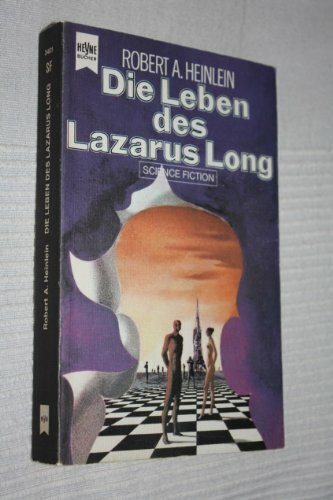 HEYNE
BÜCHER
ROBERT A. HEINLEIN
Die Leben
des
Lazarus Long
SCIENCE FICTION
Robert A. Heinlein DIE LEBEN DES LAZARUS LONG